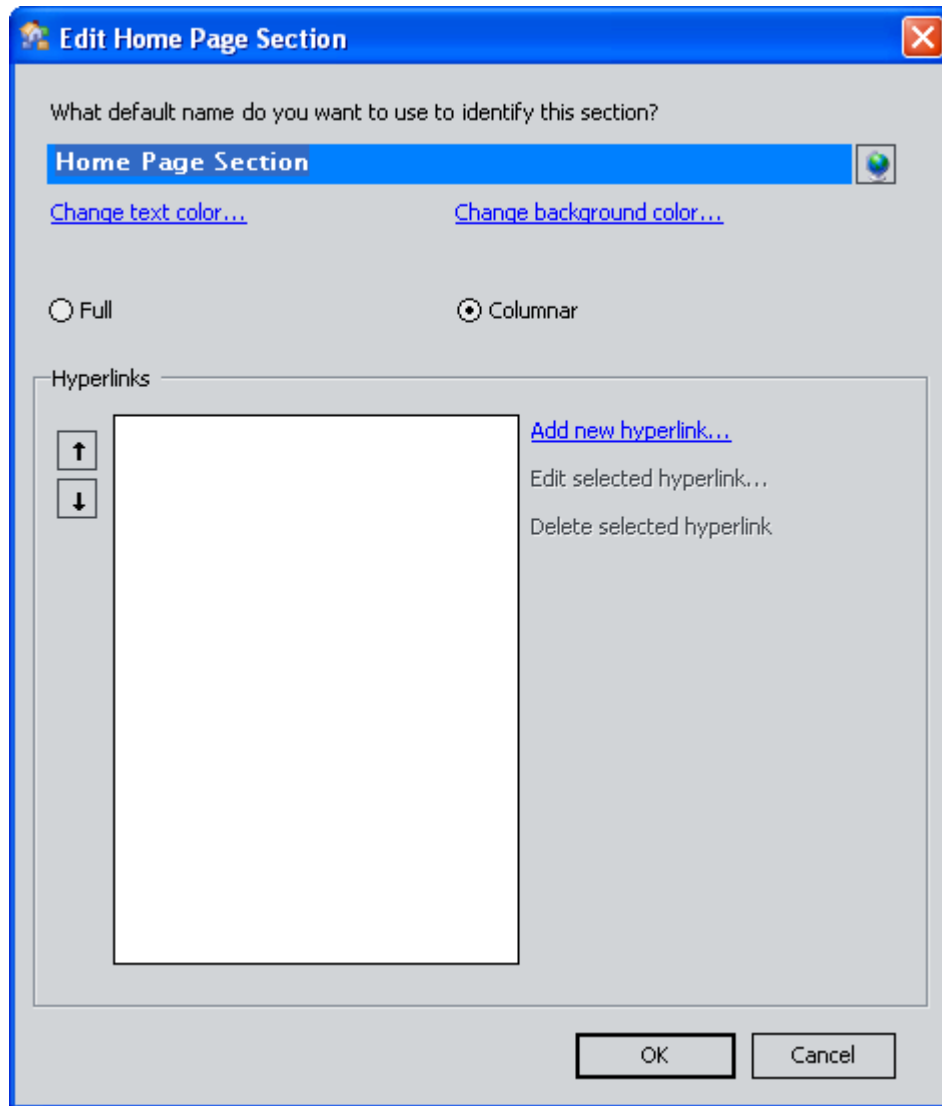 Edit Home Page Section
What default name do you want to use to identify this section?
Home Page Section
Change text color...
Change background color...
Full
Columnar
Hyperlinks
Add new hyperlink...
Edit selected hyperlink...
Delete selected hyperlink
OK
Cancel